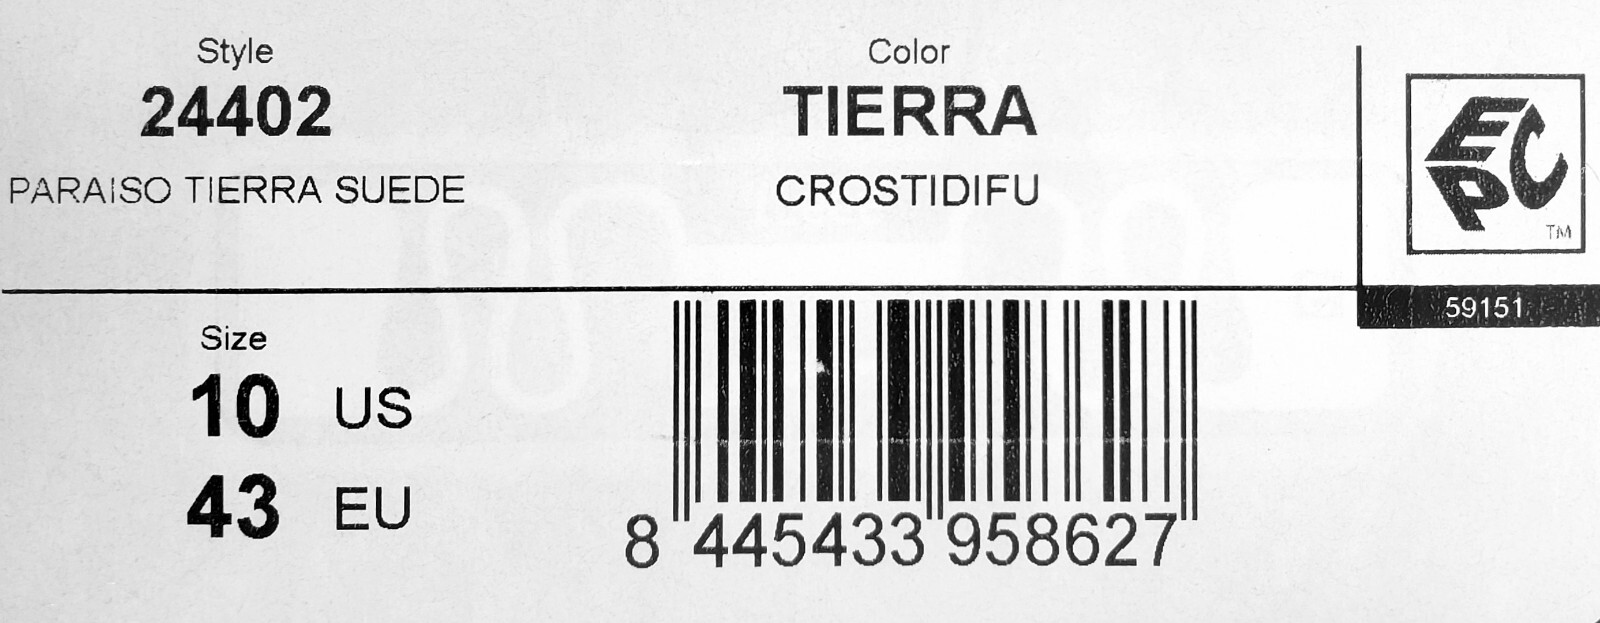 Style
24402
PARAISO TIERRA SUEDE
Color
TIERRA
CROSTIDIFU
EPC
TM
59151
Size
10 US
43 EU
8 445433 958627